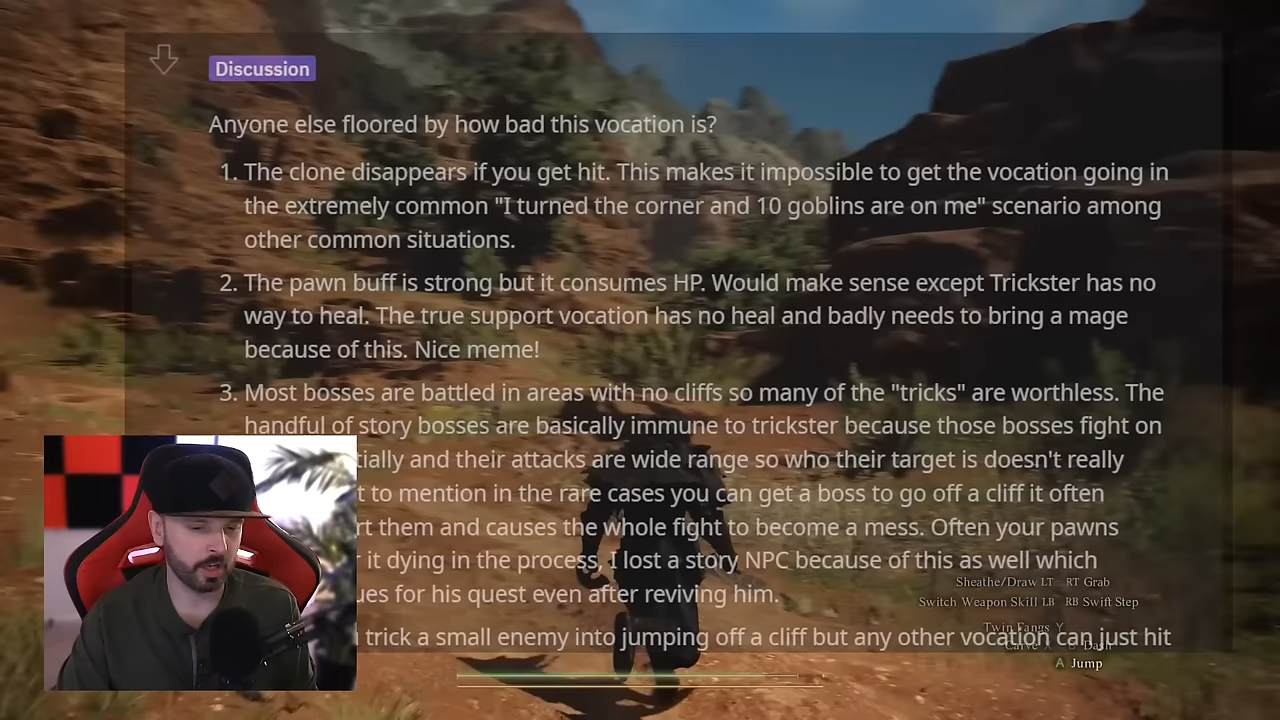 Discussion
Anyone else floored by how bad this vocation is?
1. The clone disappears if you get hit. This makes it impossible to get the vocation going in
the extremely common "I turned the corner and 10 goblins are on me" scenario among
other common situations.
2. The pawn buff is strong but it consumes HP. Would make sense except Trickster has no
way to heal. The true support vocation has no heal and badly needs to bring a mage
because of this. Nice meme!
3. Most bosses are battled in areas with no cliffs so many of the "tricks" are worthless. The
handful of story bosses are basically immune to trickster because those bosses fight on
tially and their attacks are wide range so who their target is doesn't really
t to mention in the rare cases you can get a boss to go off a cliff it often
rt them and causes the whole fight to become a mess. Often your pawns
r it dying in the process, I lost a story NPC because of this as well which
ues for his quest even after reviving him.
trick a small enemy into jumping off a cliff but any other vocation can just hit
Sheathe/Draw LT RT Grab
Switch Weapon Skill LB RB Swift Step
Twin Fangs Y
Carve X B Dash
A Jump